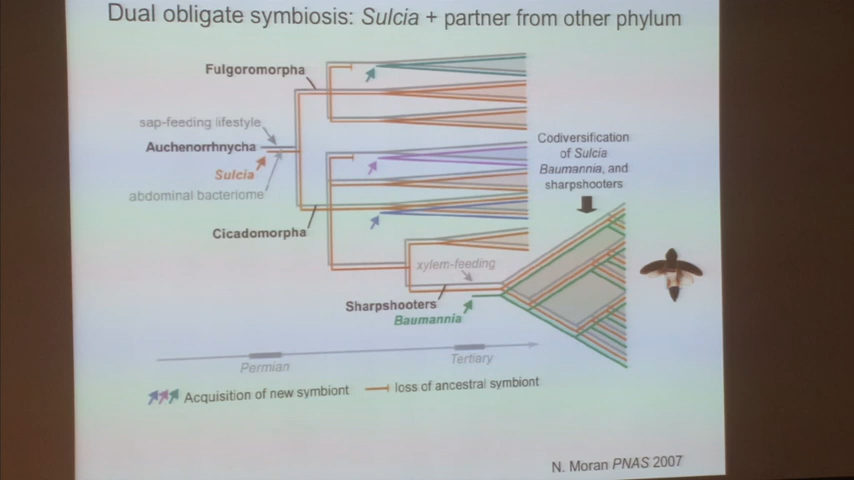 Dual obligate symbiosis: Sulcia + partner from other phylum
Fulgoromorpha
sap-feeding lifestyle
Auchenorrhnycha
Sulcia
abdominal bacteriome
Cicadomorpha
Codiversification
of Sulcia
Baumannia, and
sharpshooters
xylem-feeding
Sharpshooters
Baumannia
Permian
Tertiary
Acquisition of new symbiont
loss of ancestral symbiont
N. Moran PNAS 2007